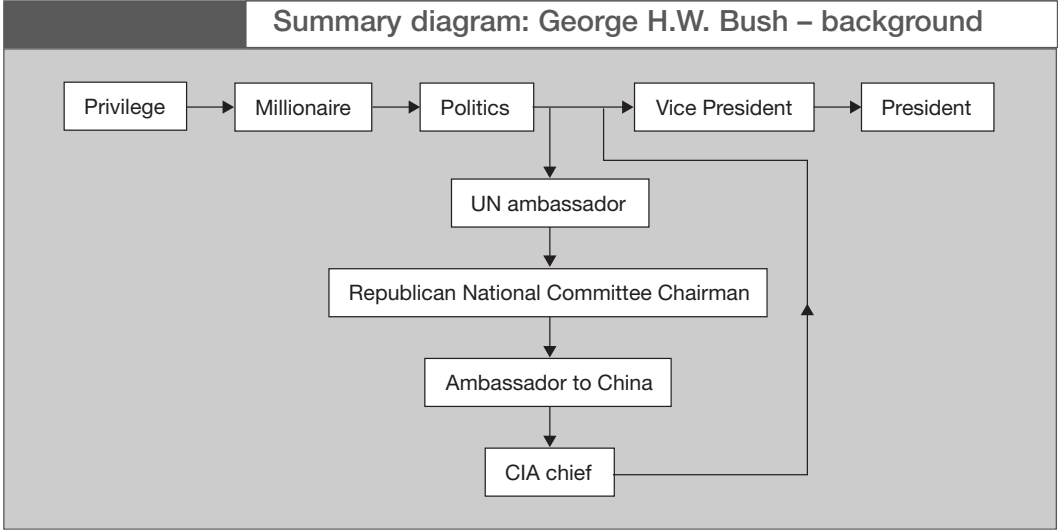 Summary diagram: George H.W. Bush – background
Privilege
Millionaire
Politics
Vice President
President
UN ambassador
Republican National Committee Chairman
Ambassador to China
CIA chief